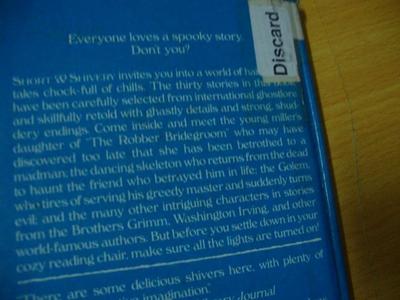 Everyone loves a spooky story.
Don't you?
SHORT & SHIVERY invites you into a world of
tales chock-full of chills. The thirty stories in this book
have been carefully selected from international ghostlore
and skillfully retold with ghastly details and strong, shud-
dery endings. Come inside and meet the young miller's
daughter of "The Robber Bridegroom" who may have
discovered too late that she has been betrothed to a
madman; the dancing skeleton who returns from the dead
to haunt the friend who betrayed him in life; the Golem,
who tires of serving his greedy master and suddenly turns
evil; and the many other intriguing characters in stories
from the Brothers Grimm, Washington Irving, and other
world-famous authors. But before you settle down in your
cozy reading chair, make sure all the lights are turned on!
"There are some delicious shivers here, with plenty of
imagination."
Journal
Discard